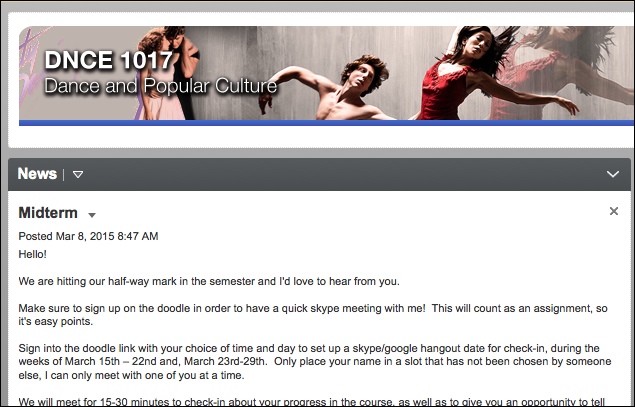 DNCE 1017
Dance and Popular Culture
News
Midterm
Posted Mar 8, 2015 8:47 AM
Hello!
We are hitting our half-way mark in the semester and I'd love to hear from you.
Make sure to sign up on the doodle in order to have a quick skype meeting with me!  This will count as an assignment, so
it's easy points.
Sign into the doodle link with your choice of time and day to set up a skype/google hangout date for check-in, during the
weeks of March 15th – 22nd and, March 23rd-29th.  Only place your name in a slot that has not been chosen by someone
else, I can only meet with one of you at a time.
We will meet for 15-30 minutes to check-in about your progress in the course, as well as to give you an opportunity to tell